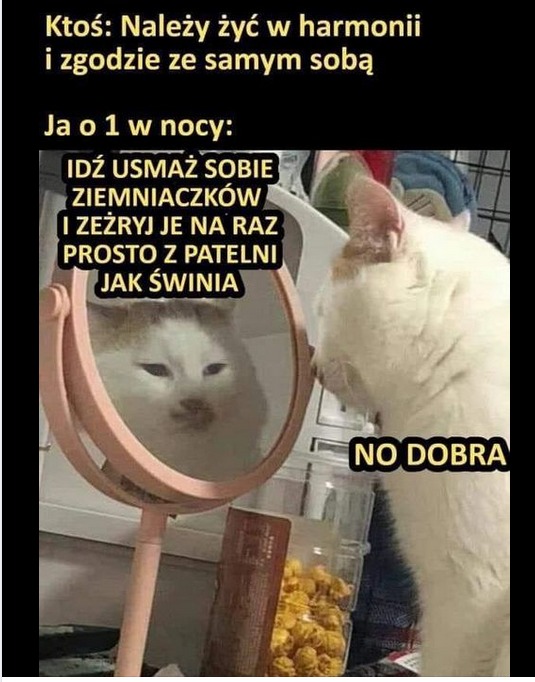 Ktoś: Należy żyć w harmonii
i zgodzie ze samym sobą
Ja o 1 w nocy:
IDŹ USMAŻ SOBIE
ZIEMNIACZKÓW
I ZEŻRYJ JE NA RAZ
PROSTO Z PATELNI
JAK ŚWINIA
NO DOBRA